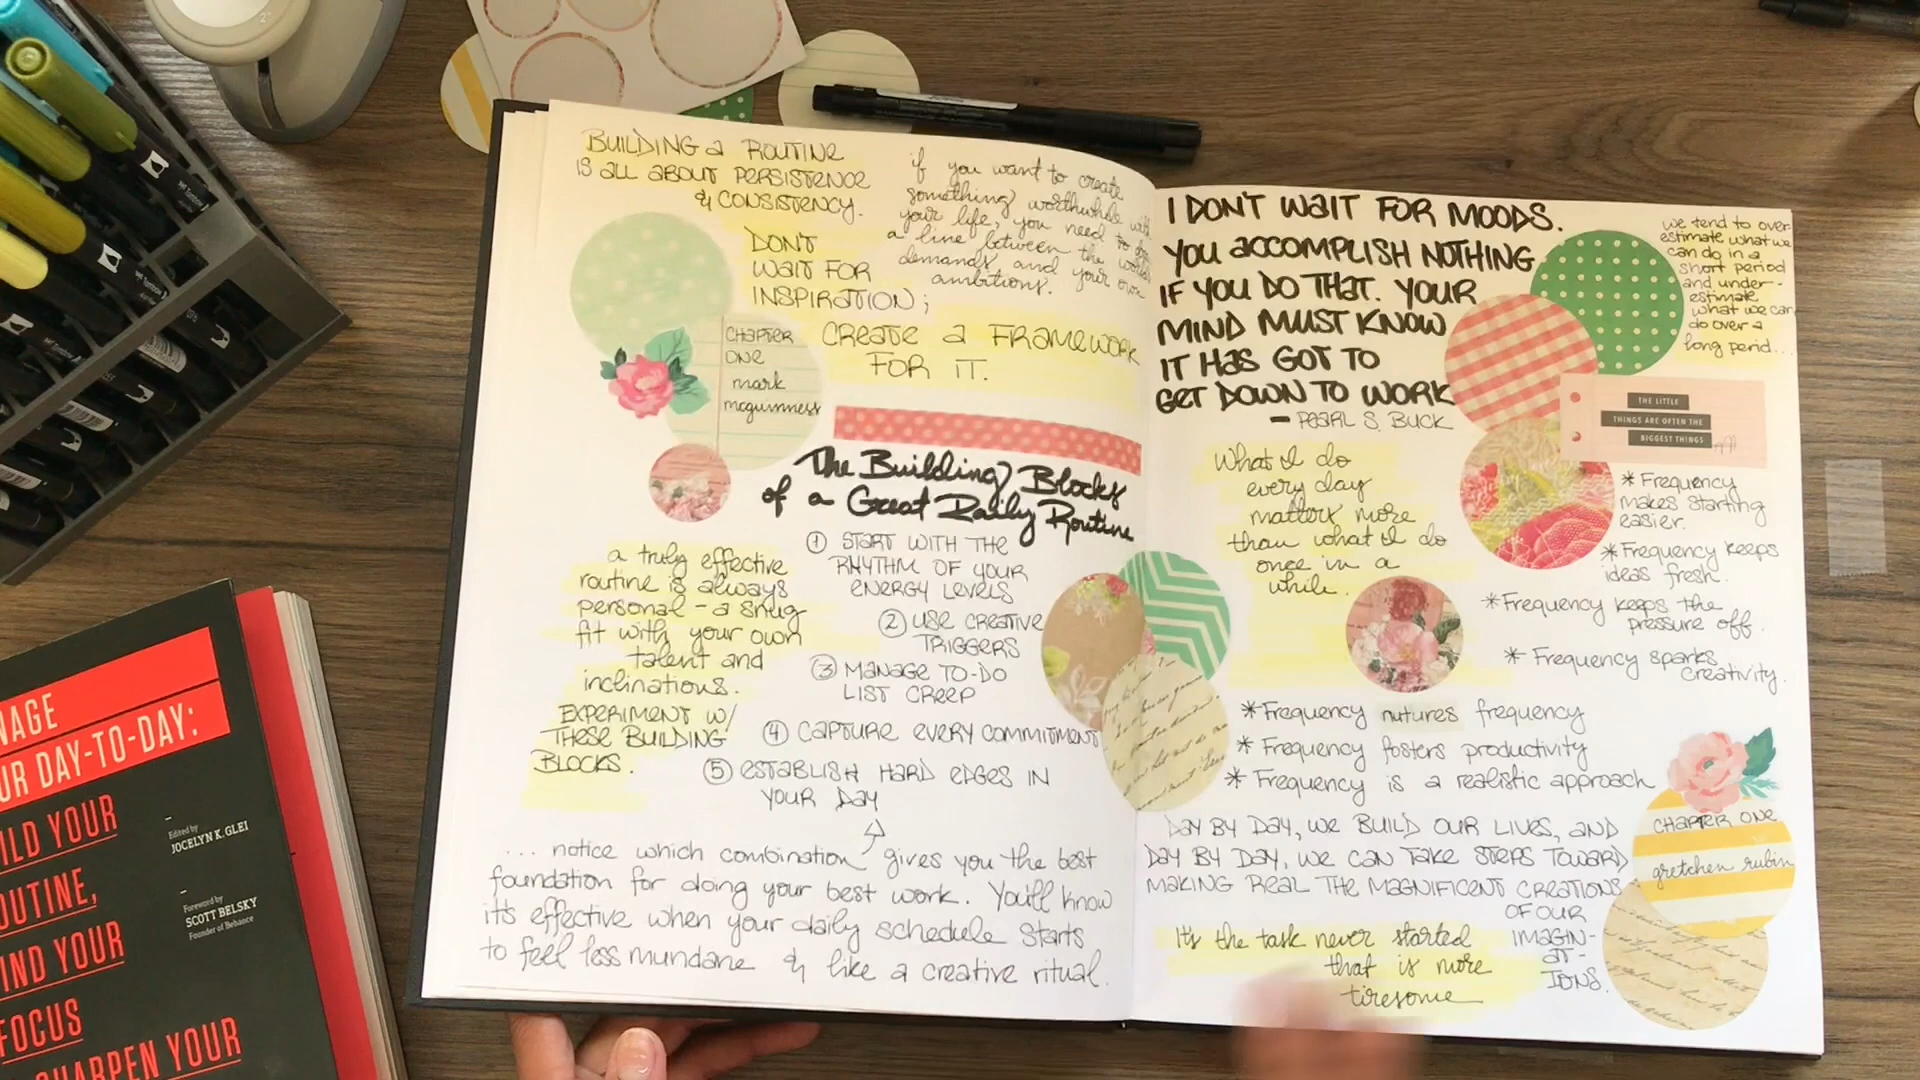 BUILDING a ROUTINE
IS ALL ABOUT PERSISTENCE
& CONSISTENCY.
if you want to create
something worthwhile with
your life, you need to draw
a line between the world's
demands and your own
ambitions.
DON'T
WAIT FOR
INSPIRATION;
CREATE A FRAMEWORK
FOR IT.
CHAPTER
ONE
mark
mcguinness
The Building Blocks
of a Great Daily Routine
a truly effective
routine is always
personal - a snug
fit with your own
talent and
inclinations.
EXPERIMENT W/
THESE BUILDING
BLOCKS.
① START WITH THE
RHYTHM OF YOUR
ENERGY LEVELS
② USE CREATIVE
TRIGGERS
③ MANAGE TO-DO
LIST CREEP
④ CAPTURE EVERY COMMITMENT
⑤ ESTABLISH HARD EDGES IN
YOUR DAY
... notice which combination gives you the best
foundation for doing your best work. You'll know
it's effective when your daily schedule starts
to feel less mundane & like a creative ritual.
I DON'T WAIT FOR MOODS.
YOU ACCOMPLISH NOTHING
IF YOU DO THAT. YOUR
MIND MUST KNOW
IT HAS GOT TO
GET DOWN TO WORK
- PEARL S. BUCK
we tend to over-
estimate what we
can do in a
short period
and under-
estimate
what we can
do over a
long perid...
THE LITTLE
THINGS ARE OFTEN THE
BIGGEST THINGS
What I do
every day
matters more
than what I do
once in a
while.
* Frequency
makes starting
easier.
* Frequency keeps
ideas fresh.
* Frequency keeps the
pressure off.
* Frequency sparks
creativity.
* Frequency nutures frequency
* Frequency fosters productivity
* Frequency is a realistic approach
DAY BY DAY, WE BUILD OUR LIVES, AND
DAY BY DAY, WE CAN TAKE STEPS TOWARD
MAKING REAL THE MAGNIFICENT CREATIONS
OF OUR
IMAGIN-
AT-
IONS.
It's the task never started
that is more
tiresome
CHAPTER ONE
gretchen rubin
NAGE
UR DAY-TO-DAY:
ILD YOUR
OUTINE,
IND YOUR
FOCUS
SHARPEN YOUR
Edited by
JOCELYN K. GLEI
Foreword by
SCOTT BELSKY
Founder of Behance